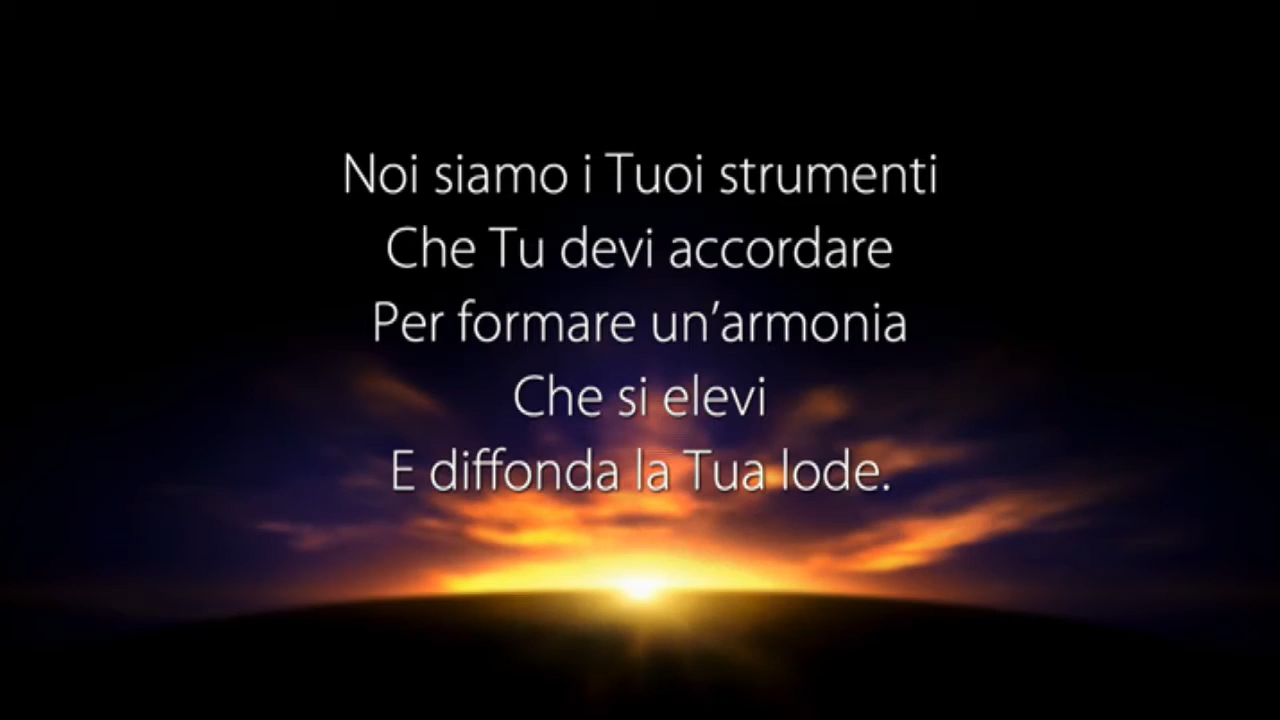 Noi siamo i Tuoi strumenti
Che Tu devi accordare
Per formare un’armonia
Che si elevi
E diffonda la Tua lode.